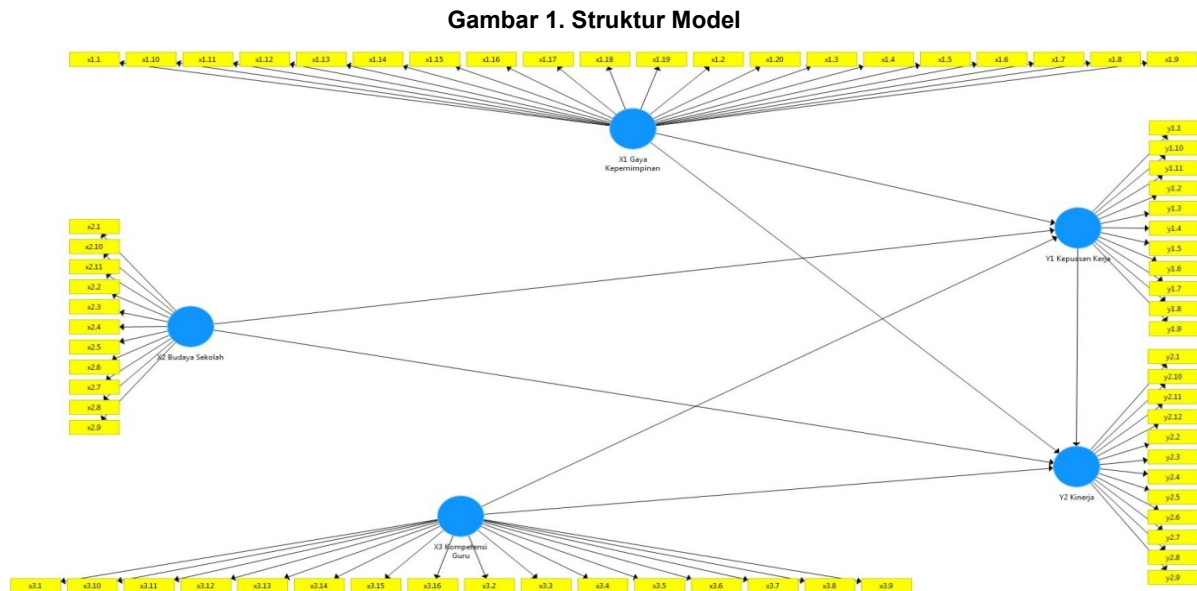 Gambar 1. Struktur Model
x1.1 x1.10 x1.11 x1.12 x1.13 x1.14 x1.15 x1.16 x1.17 x1.18 x1.19 x1.2 x1.20 x1.3 x1.4 x1.5 x1.6 x1.7 x1.8 x1.9
X1 Gaya
Kepemimpinan
y1.1
y1.10
y1.11
y1.2
y1.3
y1.4
y1.5
y1.6
y1.7
y1.8
y1.9
Y1 Kepuasan Kerja
x2.1
x2.10
x2.11
x2.2
x2.3
x2.4
x2.5
x2.6
x2.7
x2.8
x2.9
X2 Budaya Sekolah
y2.1
y2.10
y2.11
y2.12
y2.2
y2.3
y2.4
y2.5
y2.6
y2.7
y2.8
y2.9
Y2 Kinerja
X3 Kompetensi
Guru
x3.1 x3.10 x3.11 x3.12 x3.13 x3.14 x3.15 x3.16 x3.2 x3.3 x3.4 x3.5 x3.6 x3.7 x3.8 x3.9